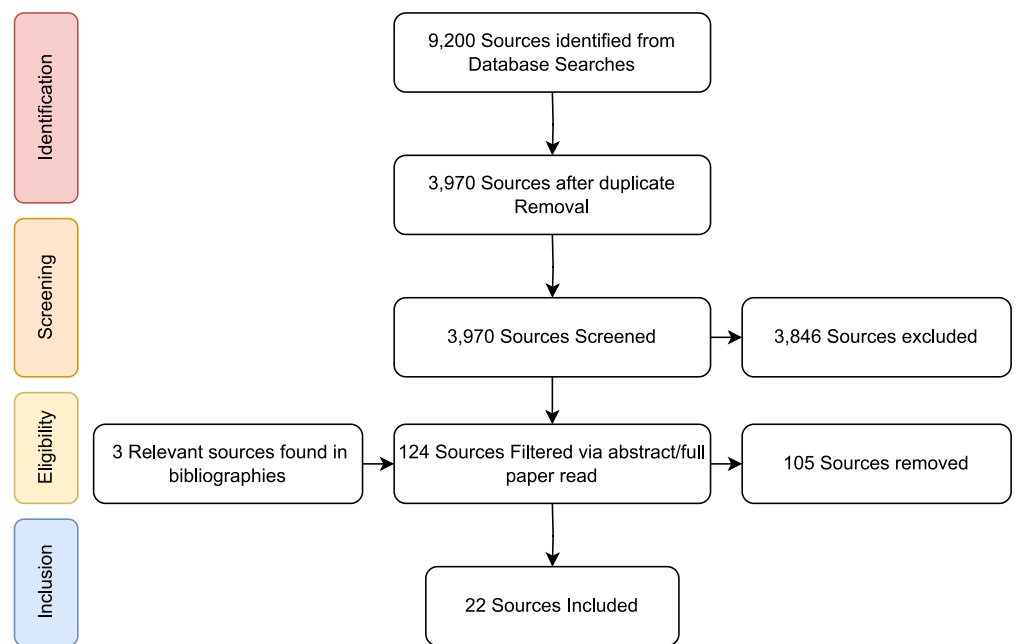 Identification
9,200 Sources identified from
Database Searches
3,970 Sources after duplicate
Removal
Screening
3,970 Sources Screened
3,846 Sources excluded
Eligibility
3 Relevant sources found in
bibliographies
124 Sources Filtered via abstract/full
paper read
105 Sources removed
Inclusion
22 Sources Included